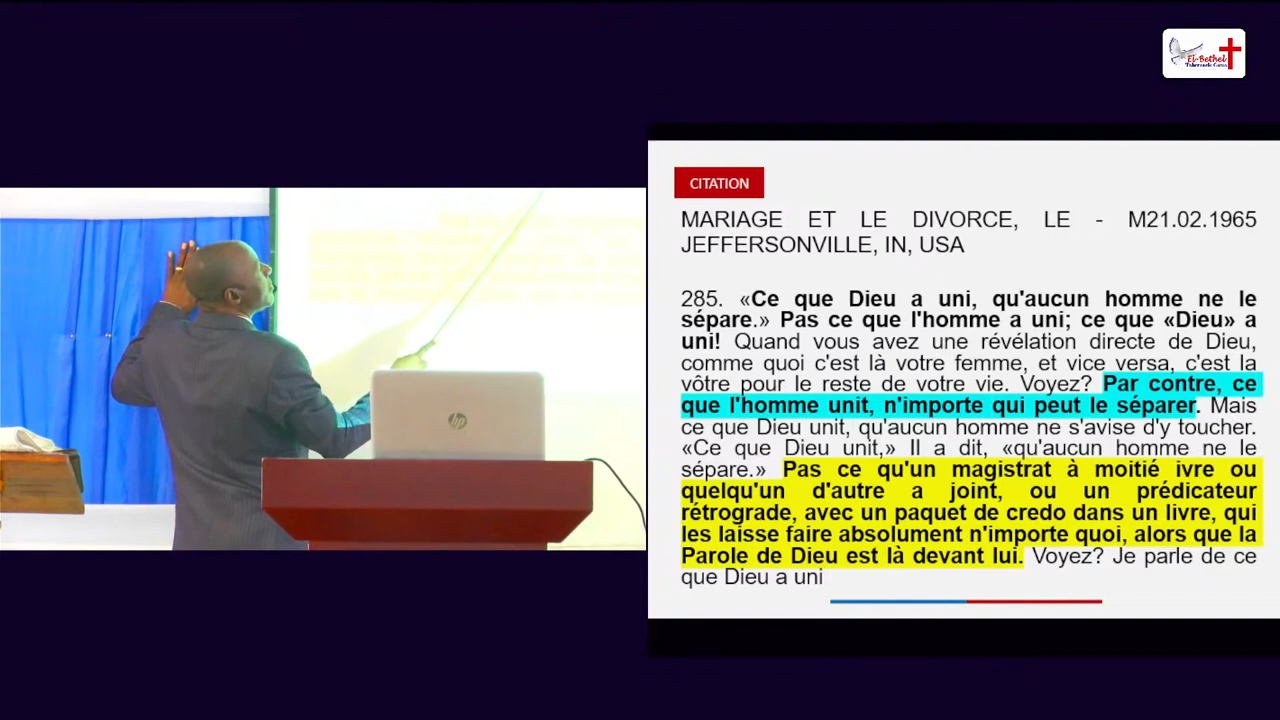 El-Bethel
CITATION
MARIAGE ET LE DIVORCE, LE - M21.02.1965
JEFFERSONVILLE, IN, USA
285. «Ce que Dieu a uni, qu'aucun homme ne le
sépare.» Pas ce que l'homme a uni; ce que «Dieu» a
uni! Quand vous avez une révélation directe de Dieu,
comme quoi c'est là votre femme, et vice versa, c'est la
vôtre pour le reste de votre vie. Voyez? Par contre, ce
que l'homme unit, n'importe qui peut le séparer. Mais
ce que Dieu unit, qu'aucun homme ne s'avise d'y toucher.
«Ce que Dieu unit,» Il a dit, «qu'aucun homme ne le
sépare.» Pas ce qu'un magistrat à moitié ivre ou
quelqu'un d'autre a joint, ou un prédicateur
rétrograde, avec un paquet de credo dans un livre, qui
les laisse faire absolument n'importe quoi, alors que la
Parole de Dieu est là devant lui. Voyez? Je parle de ce
que Dieu a uni
hp